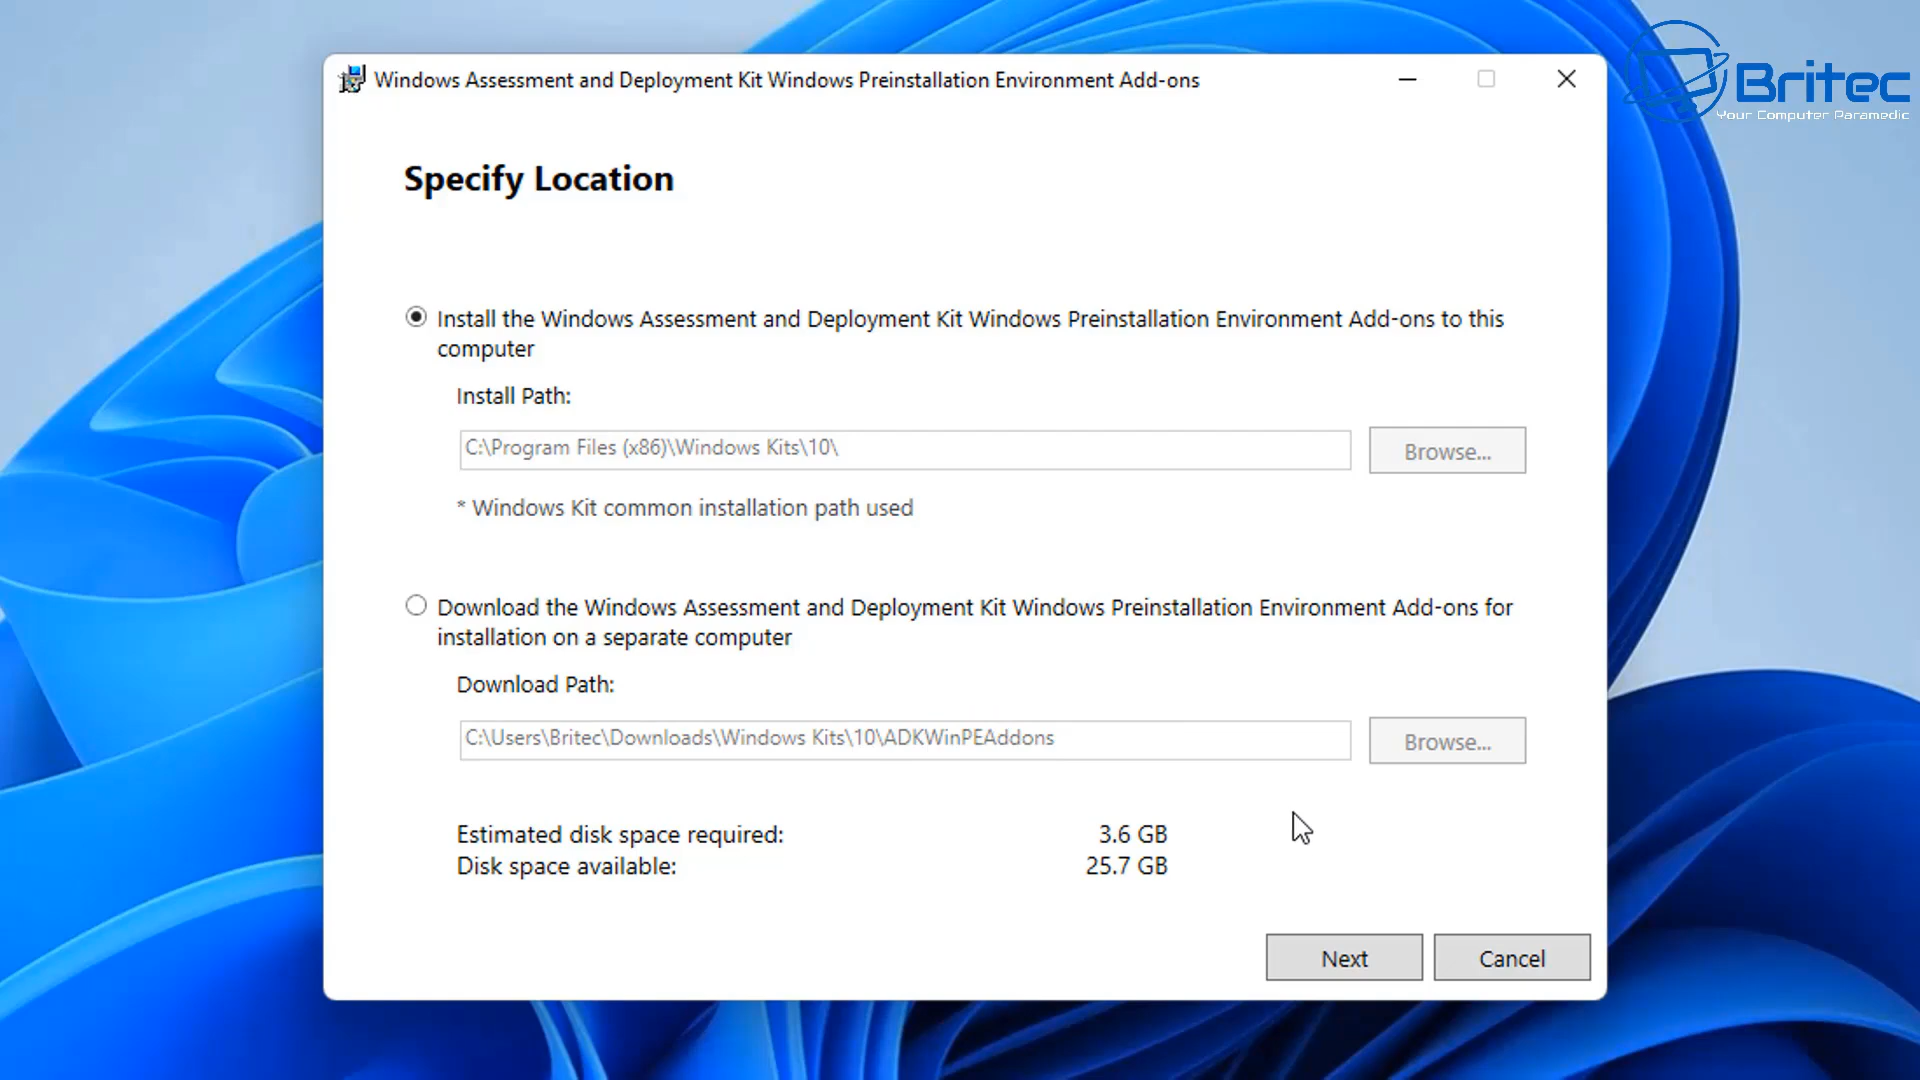 Windows Assessment and Deployment Kit Windows Preinstallation Environment Add-ons
Britec
Your Computer Paramedic
Specify Location
Install the Windows Assessment and Deployment Kit Windows Preinstallation Environment Add-ons to this
computer
Install Path:
C:\Program Files (x86)\Windows Kits\10\
Browse...
* Windows Kit common installation path used
Download the Windows Assessment and Deployment Kit Windows Preinstallation Environment Add-ons for
installation on a separate computer
Download Path:
C:\Users\Britec\Downloads\Windows Kits\10\ADKWinPEAddons
Browse...
Estimated disk space required: 3.6 GB
Disk space available: 25.7 GB
Next
Cancel